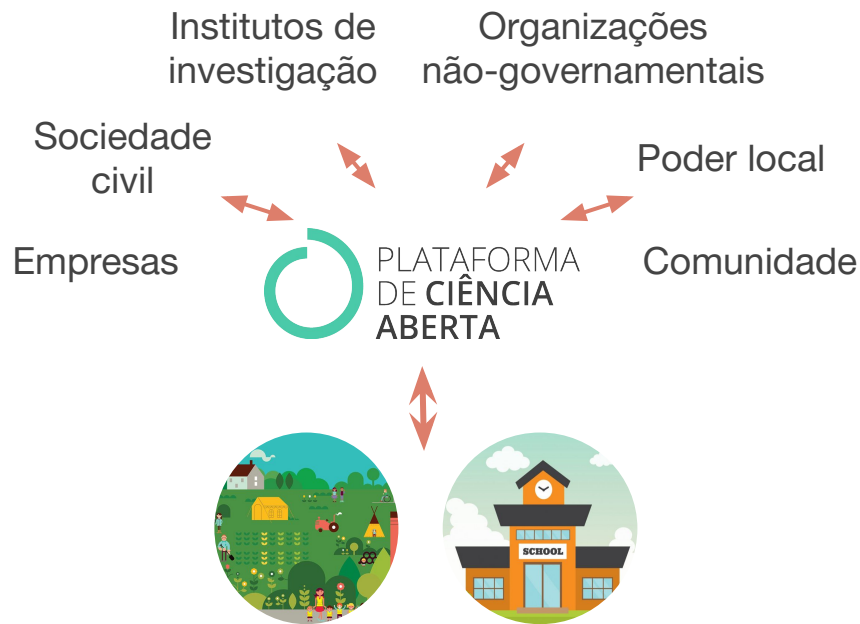 Institutos de
investigação
Organizações
não-governamentais
Sociedade
civil
Poder local
Empresas
PLATAFORMA
DE CIÊNCIA
ABERTA
Comunidade
SCHOOL